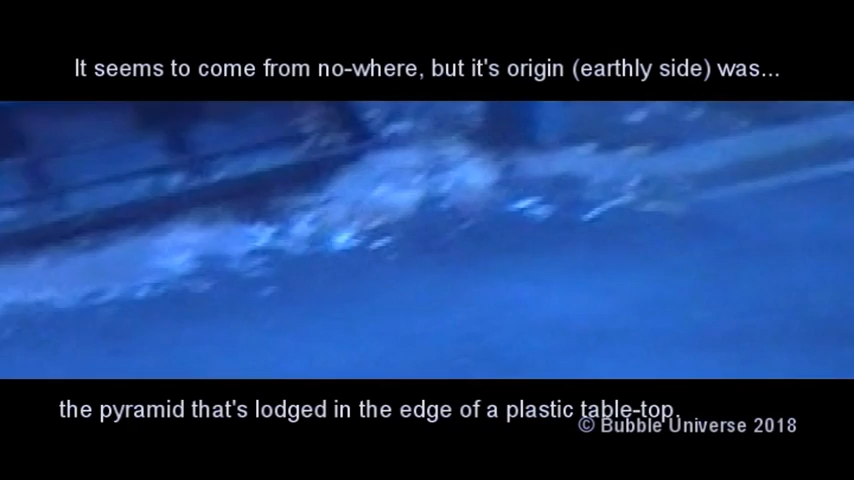 It seems to come from no-where, but it's origin (earthly side) was...
the pyramid that's lodged in the edge of a plastic table-top.
© Bubble Universe 2018